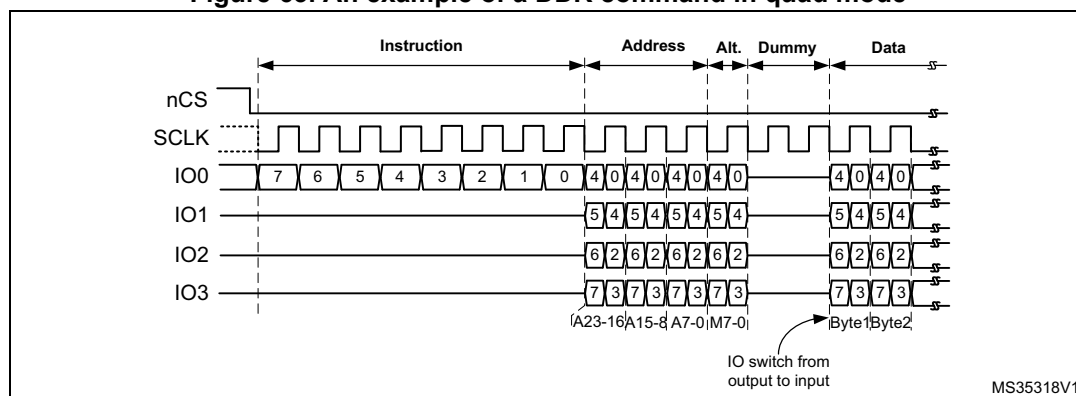 Figure 68. An example of a DDR command in quad mode
Instruction Address Alt. Dummy Data
nCS
SCLK
IO0 7 6 5 4 3 2 1 0 4 0 4 0 4 0 4 0 4 0 4 0
IO1 5 4 5 4 5 4 5 4 5 4 5 4
IO2 6 2 6 2 6 2 6 2 6 2 6 2
IO3 7 3 7 3 7 3 7 3 7 3 7 3
A23-16 A15-8 A7-0 M7-0 Byte1 Byte2
IO switch from
output to input
MS35318V1